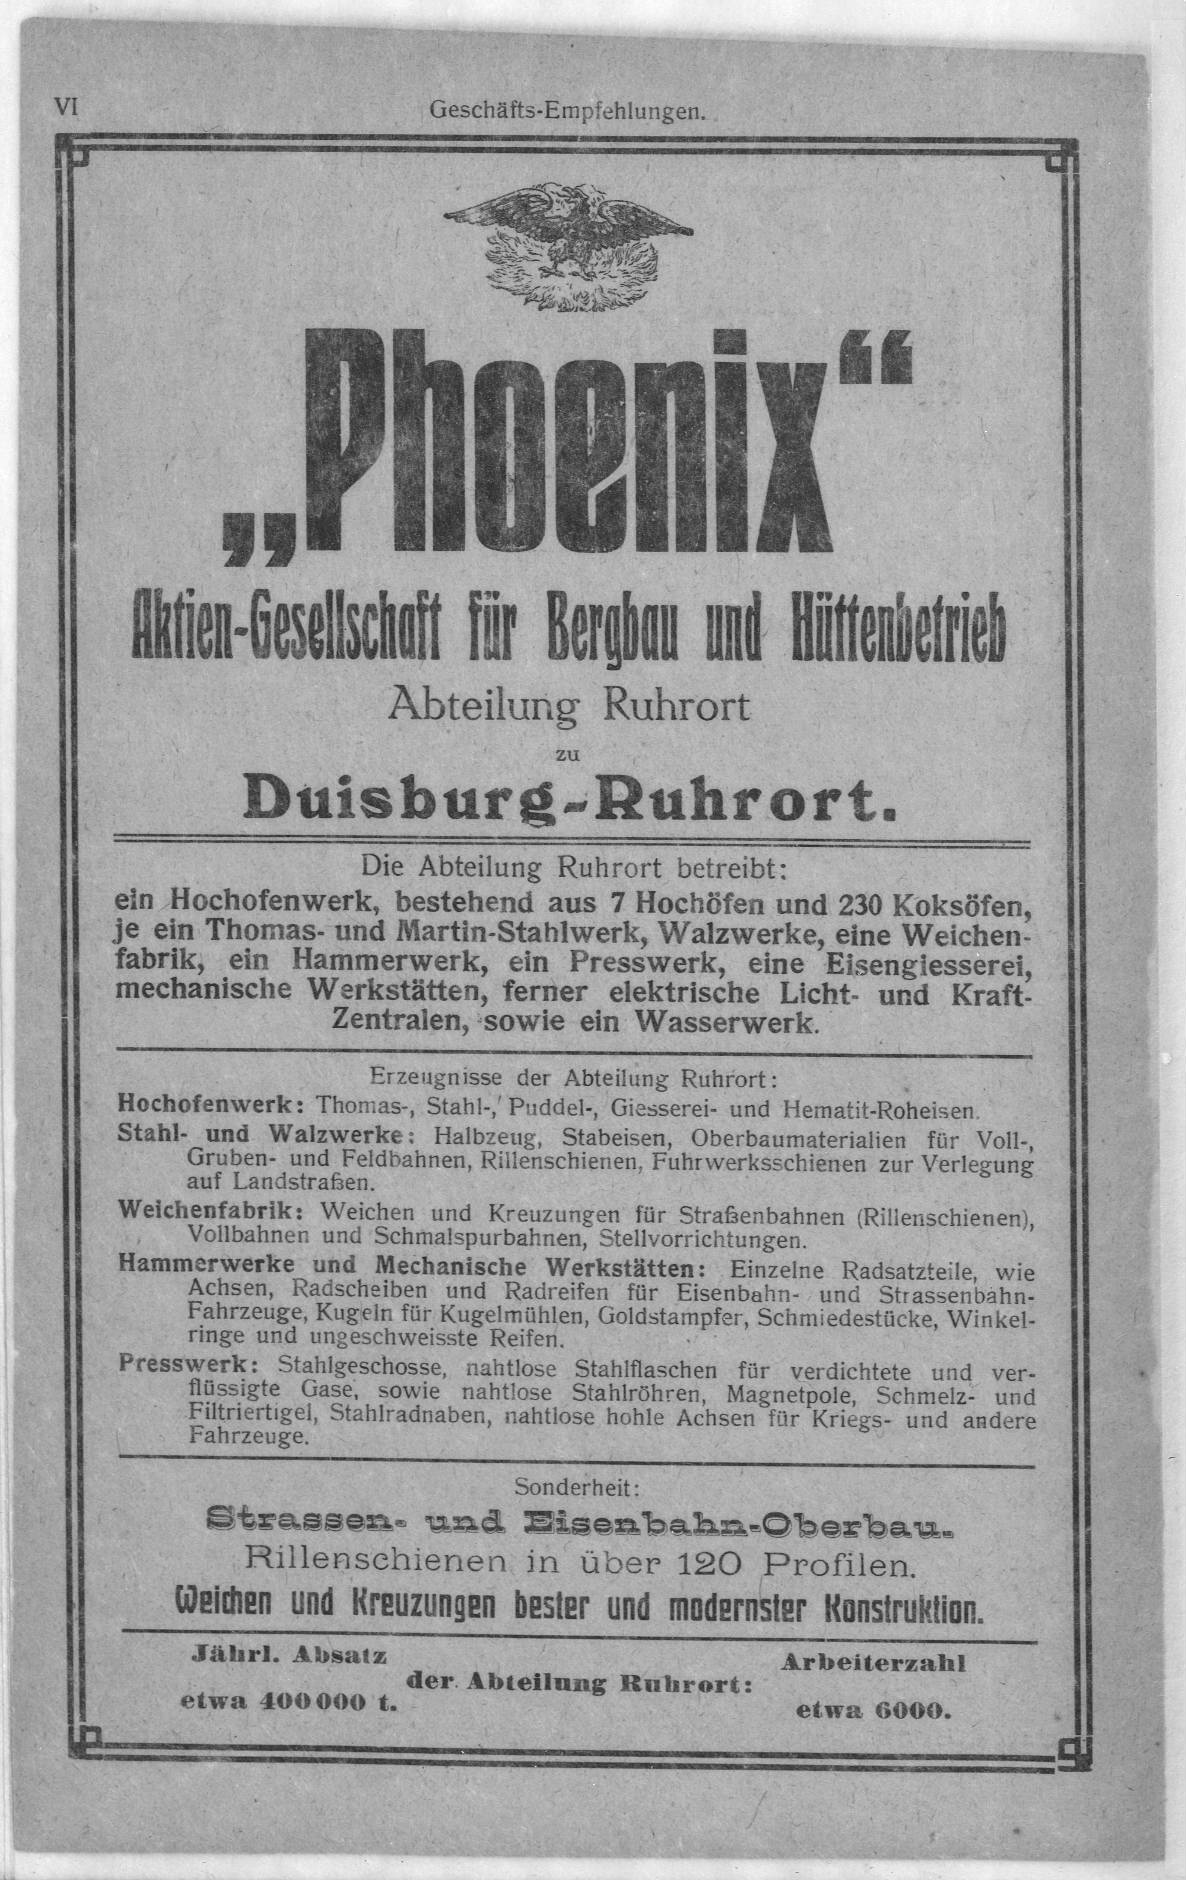 VI
Geschäfts-Empfehlungen.
„Phoenix“
Aktien-Gesellschaft für Bergbau und Hüttenbetrieb
Abteilung Ruhrort
zu
Duisburg-Ruhrort.
Die Abteilung Ruhrort betreibt:
ein Hochofenwerk, bestehend aus 7 Hochöfen und 230 Koksöfen,
je ein Thomas- und Martin-Stahlwerk, Walzwerke, eine Weichen-
fabrik, ein Hammerwerk, ein Presswerk, eine Eisengiesserei,
mechanische Werkstätten, ferner elektrische Licht- und Kraft-
Zentralen, sowie ein Wasserwerk.
Erzeugnisse der Abteilung Ruhrort:
Hochofenwerk: Thomas-, Stahl-, Puddel-, Giesserei- und Hematit-Roheisen.
Stahl- und Walzwerke: Halbzeug, Stabeisen, Oberbaumaterialien für Voll-,
Gruben- und Feldbahnen, Rillenschienen, Fuhrwerksschienen zur Verlegung
auf Landstraßen.
Weichenfabrik: Weichen und Kreuzungen für Straßenbahnen (Rillenschienen),
Vollbahnen und Schmalspurbahnen, Stellvorrichtungen.
Hammerwerke und Mechanische Werkstätten: Einzelne Radsatzteile, wie
Achsen, Radscheiben und Radreifen für Eisenbahn- und Strassenbahn-
Fahrzeuge, Kugeln für Kugelmühlen, Goldstampfer, Schmiedestücke, Winkel-
ringe und ungeschweisste Reifen.
Presswerk: Stahlgeschosse, nahtlose Stahlflaschen für verdichtete und ver-
flüssigte Gase, sowie nahtlose Stahlröhren, Magnetpole, Schmelz- und
Filtriertigel, Stahlradnaben, nahtlose hohle Achsen für Kriegs- und andere
Fahrzeuge.
Sonderheit:
Strassen- und Eisenbahn-Oberbau.
Rillenschienen in über 120 Profilen.
Weichen und Kreuzungen bester und modernster Konstruktion.
Jährl. Absatz
etwa 400 000 t.
der Abteilung Ruhrort:
Arbeiterzahl
etwa 6000.